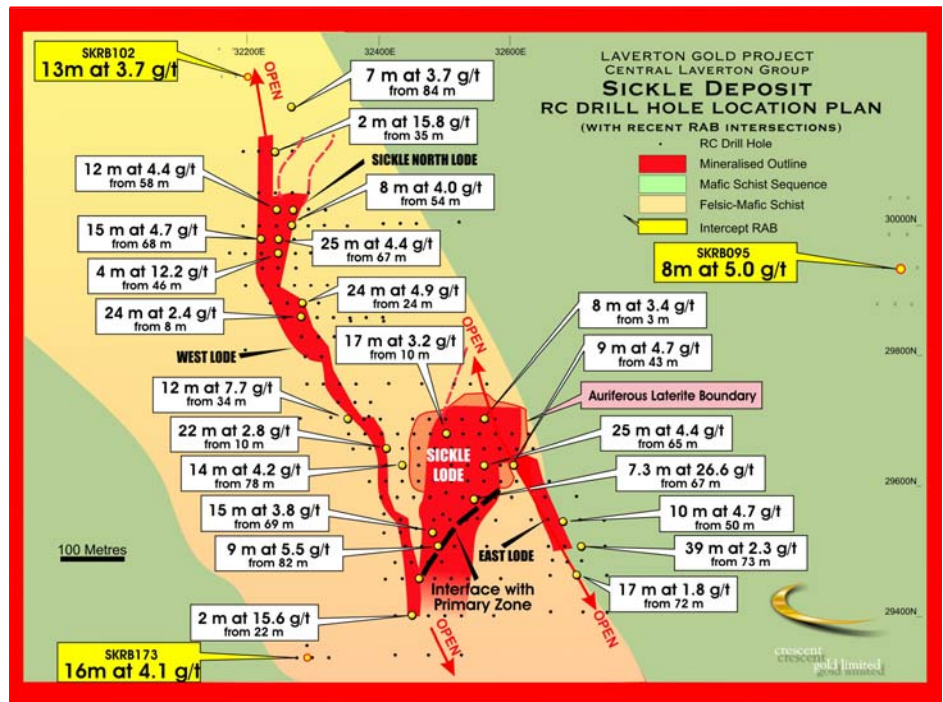 32200E
32400E
32600E
LAVERTON GOLD PROJECT
CENTRAL LAVERTON GROUP
SICKLE DEPOSIT
RC DRILL HOLE LOCATION PLAN
(WITH RECENT RAB INTERSECTIONS)
RC Drill Hole
Mineralised Outline
Mafic Schist Sequence
Felsic-Mafic Schist
Intercept RAB
SKRB102
13m at 3.7 g/t
OPEN
7 m at 3.7 g/t
from 84 m
2 m at 15.8 g/t
from 35 m
SICKLE NORTH LODE
12 m at 4.4 g/t
from 58 m
8 m at 4.0 g/t
from 54 m
30000N
15 m at 4.7 g/t
from 68 m
25 m at 4.4 g/t
from 67 m
SKRB095
8m at 5.0 g/t
4 m at 12.2 g/t
from 46 m
24 m at 4.9 g/t
from 24 m
8 m at 3.4 g/t
from 3 m
24 m at 2.4 g/t
from 8 m
17 m at 3.2 g/t
from 10 m
OPEN
9 m at 4.7 g/t
from 43 m
29800N
WEST LODE
12 m at 7.7 g/t
from 34 m
Auriferous Laterite Boundary
22 m at 2.8 g/t
from 10 m
25 m at 4.4 g/t
from 65 m
SICKLE
LODE
14 m at 4.2 g/t
from 78 m
7.3 m at 26.6 g/t
from 67 m
29600N
15 m at 3.8 g/t
from 69 m
10 m at 4.7 g/t
from 50 m
100 Metres
9 m at 5.5 g/t
from 82 m
EAST LODE
39 m at 2.3 g/t
from 73 m
Interface with
Primary Zone
17 m at 1.8 g/t
from 72 m
2 m at 15.6 g/t
from 22 m
OPEN
OPEN
29400N
SKRB173
16m at 4.1 g/t
crescent
gold limited